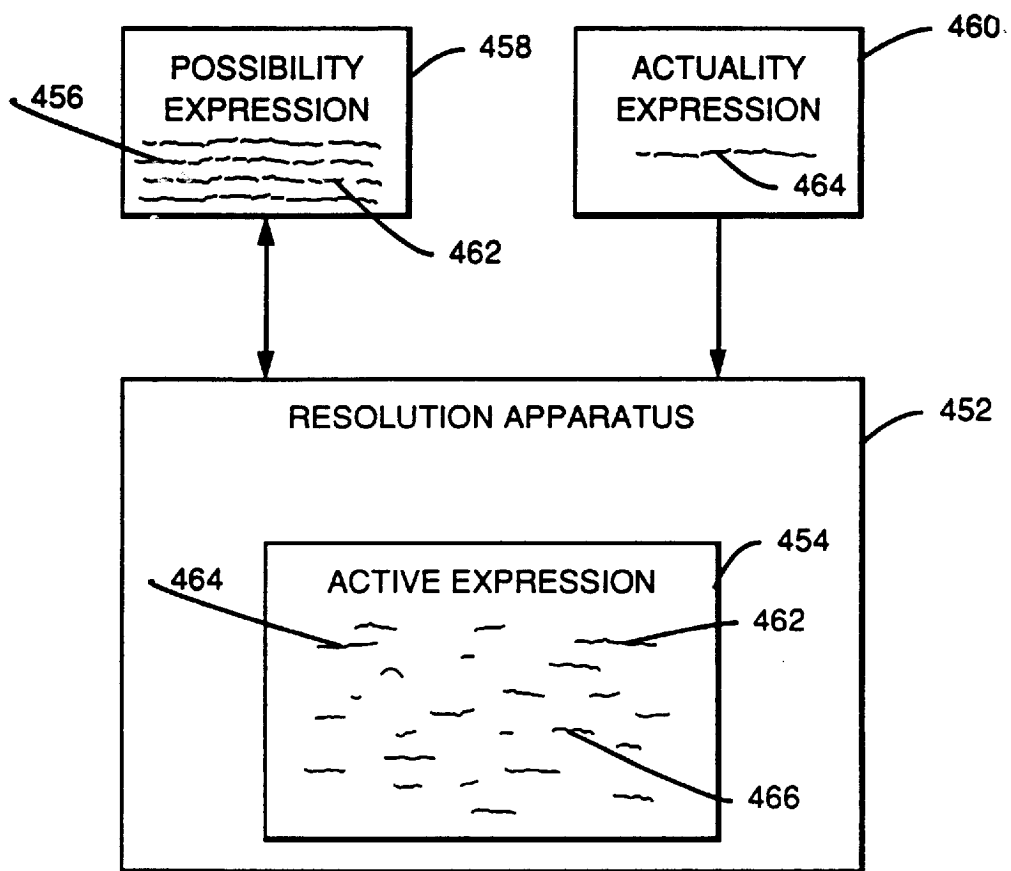 POSSIBILITY
EXPRESSION
458
456
462
ACTUALITY
EXPRESSION
460
464
RESOLUTION APPARATUS
452
ACTIVE EXPRESSION
454
464
462
466